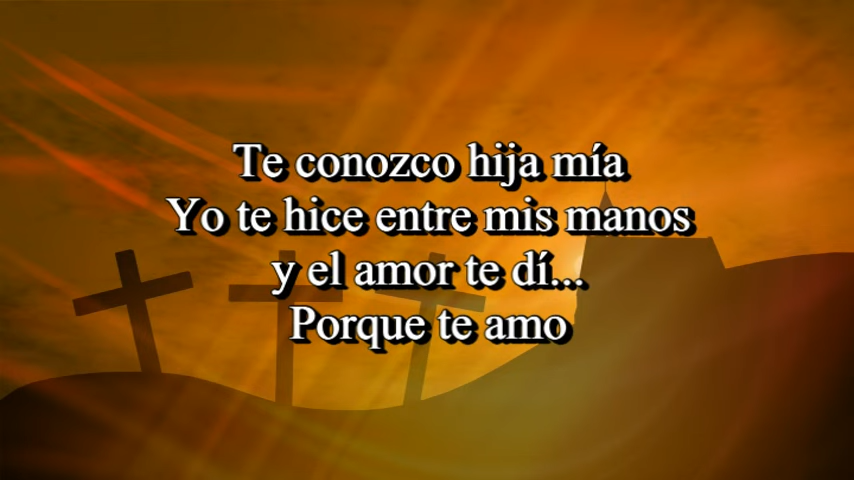 Te conozco hija mía
Yo te hice entre mis manos
y el amor te dí...
Porque te amo